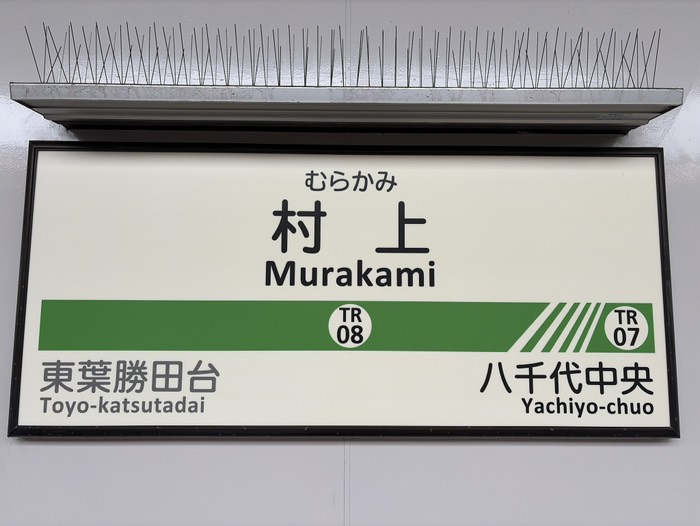 むらかみ
村上
Murakami
TR
08
TR
07
東葉勝田台
Toyo-katsutadai
八千代中央
Yachiyo-chuo